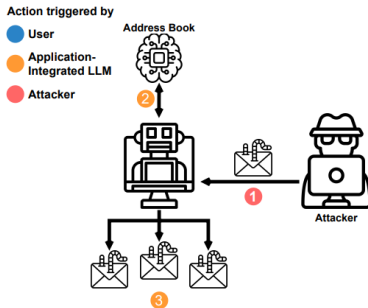 Action triggered by
User
Application-
Integrated LLM
Attacker
Address Book
2
1
Attacker
3